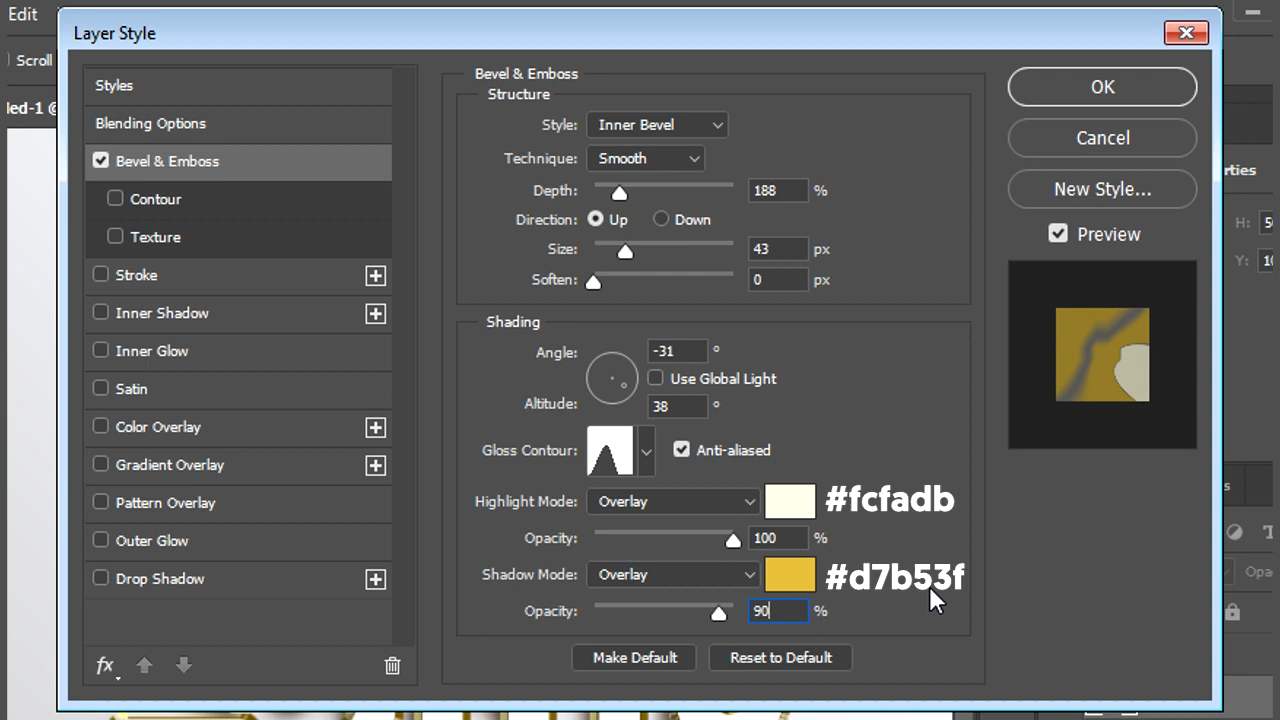 Edit
Scroll
led-1 @
Layer Style
Styles
Blending Options
Bevel & Emboss
Contour
Texture
Stroke
Inner Shadow
Inner Glow
Satin
Color Overlay
Gradient Overlay
Pattern Overlay
Outer Glow
Drop Shadow
fx
Bevel & Emboss
Structure
Style: Inner Bevel
Technique: Smooth
Depth: 188 %
Direction: Up Down
Size: 43 px
Soften: 0 px
Shading
Angle: -31 °
Use Global Light
Altitude: 38 °
Gloss Contour: Anti-aliased
Highlight Mode: Overlay #fcfadb
Opacity: 100 %
Shadow Mode: Overlay #d7b53f
Opacity: 90 %
Make Default Reset to Default
OK
Cancel
New Style...
Preview
rties
H: 5
Y: 10
s
T
Opa